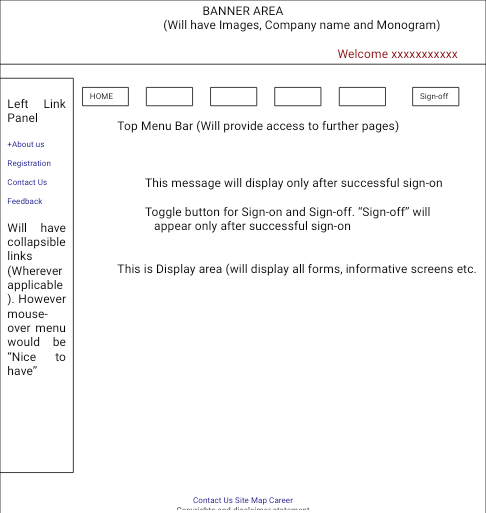 BANNER AREA
(Will have Images, Company name and Monogram)
Welcome xxxxxxxxxxx
HOME
Sign-off
Left Link
Panel
+About us
Registration
Contact Us
Feedback
Will have
collapsible
links
(Wherever
applicable
). However
mouse-
over menu
would be
“Nice to
have”
Top Menu Bar (Will provide access to further pages)
This message will display only after successful sign-on
Toggle button for Sign-on and Sign-off. “Sign-off” will
appear only after successful sign-on
This is Display area (will display all forms, informative screens etc.
Contact Us Site Map Career
Copyrights and disclaimer statement